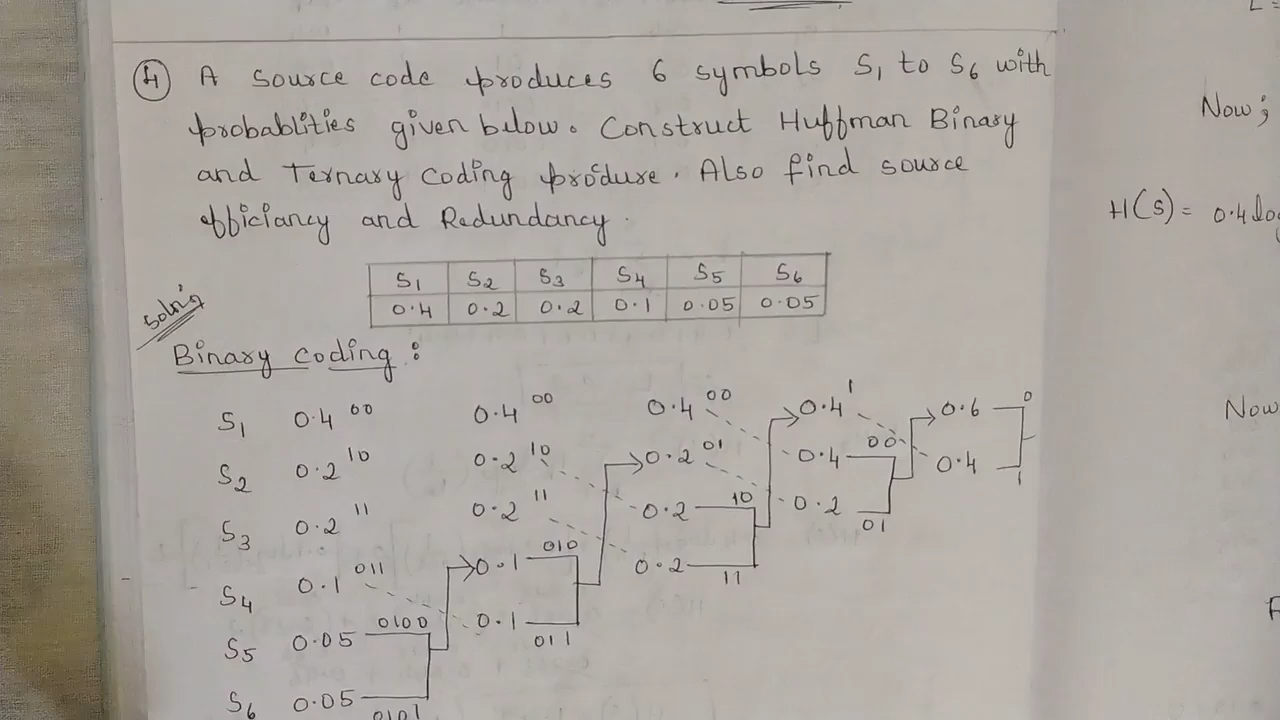 ④ A source code produces 6 symbols S1 to S6 with
probablities given below. Construct Huffman Binary
and Ternary coding produre. Also find source
efficiancy and Redundancy.
S1 S2 S3 S4 S5 S6
0.4 0.2 0.2 0.1 0.05 0.05
Soln:
Binary coding :
S1 0.4 00 0.4 00 0.4 00 0.4 1 0.6 0
S2 0.2 10 0.2 10 0.2 01 0.4 00 0.4 1
S3 0.2 11 0.2 11 0.2 10 0.2 01
S4 0.1 011 0.1 010 0.2 11
S5 0.05 0100 0.1 011
S6 0.05 0101
L =
Now;
H(S) = 0.4 log
Now